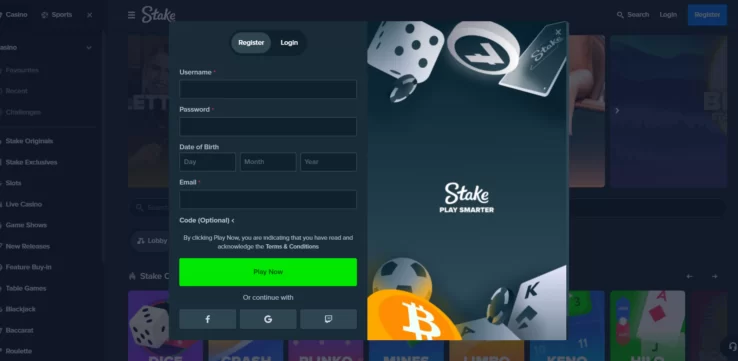 Casino
Sports
Stake
Search
Login
Register
Register
Login
Username *
Password *
Date of Birth
Day
Month
Year
Email *
Code (Optional)
By clicking Play Now, you are indicating that you have read and
acknowledge the Terms & Conditions
Play Now
Or continue with
Stake
Stake
PLAY SMARTER
K
Favourites
Recent
Challenges
Stake Originals
Stake Exclusives
Slots
Live Casino
Game Shows
New Releases
Feature Buy-in
Table Games
Blackjack
Baccarat
Roulette
Lobby
DICE
CRASH
PLINKO
MINES
LIMBO
KENO
HILO